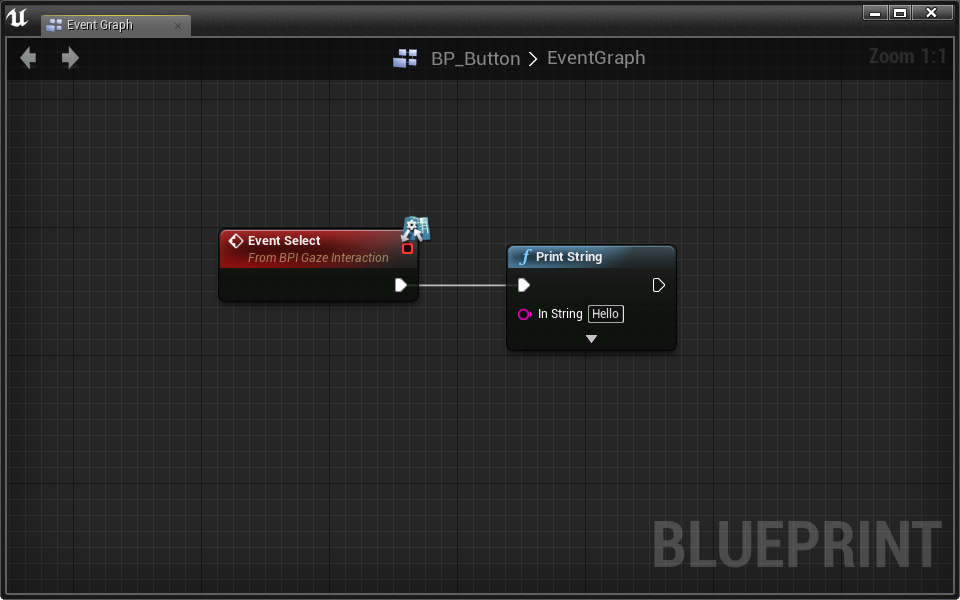 Event Graph
BP_Button > EventGraph
Zoom 1:1
Event Select
From BPI Gaze Interaction
f Print String
In String Hello
BLUEPRINT